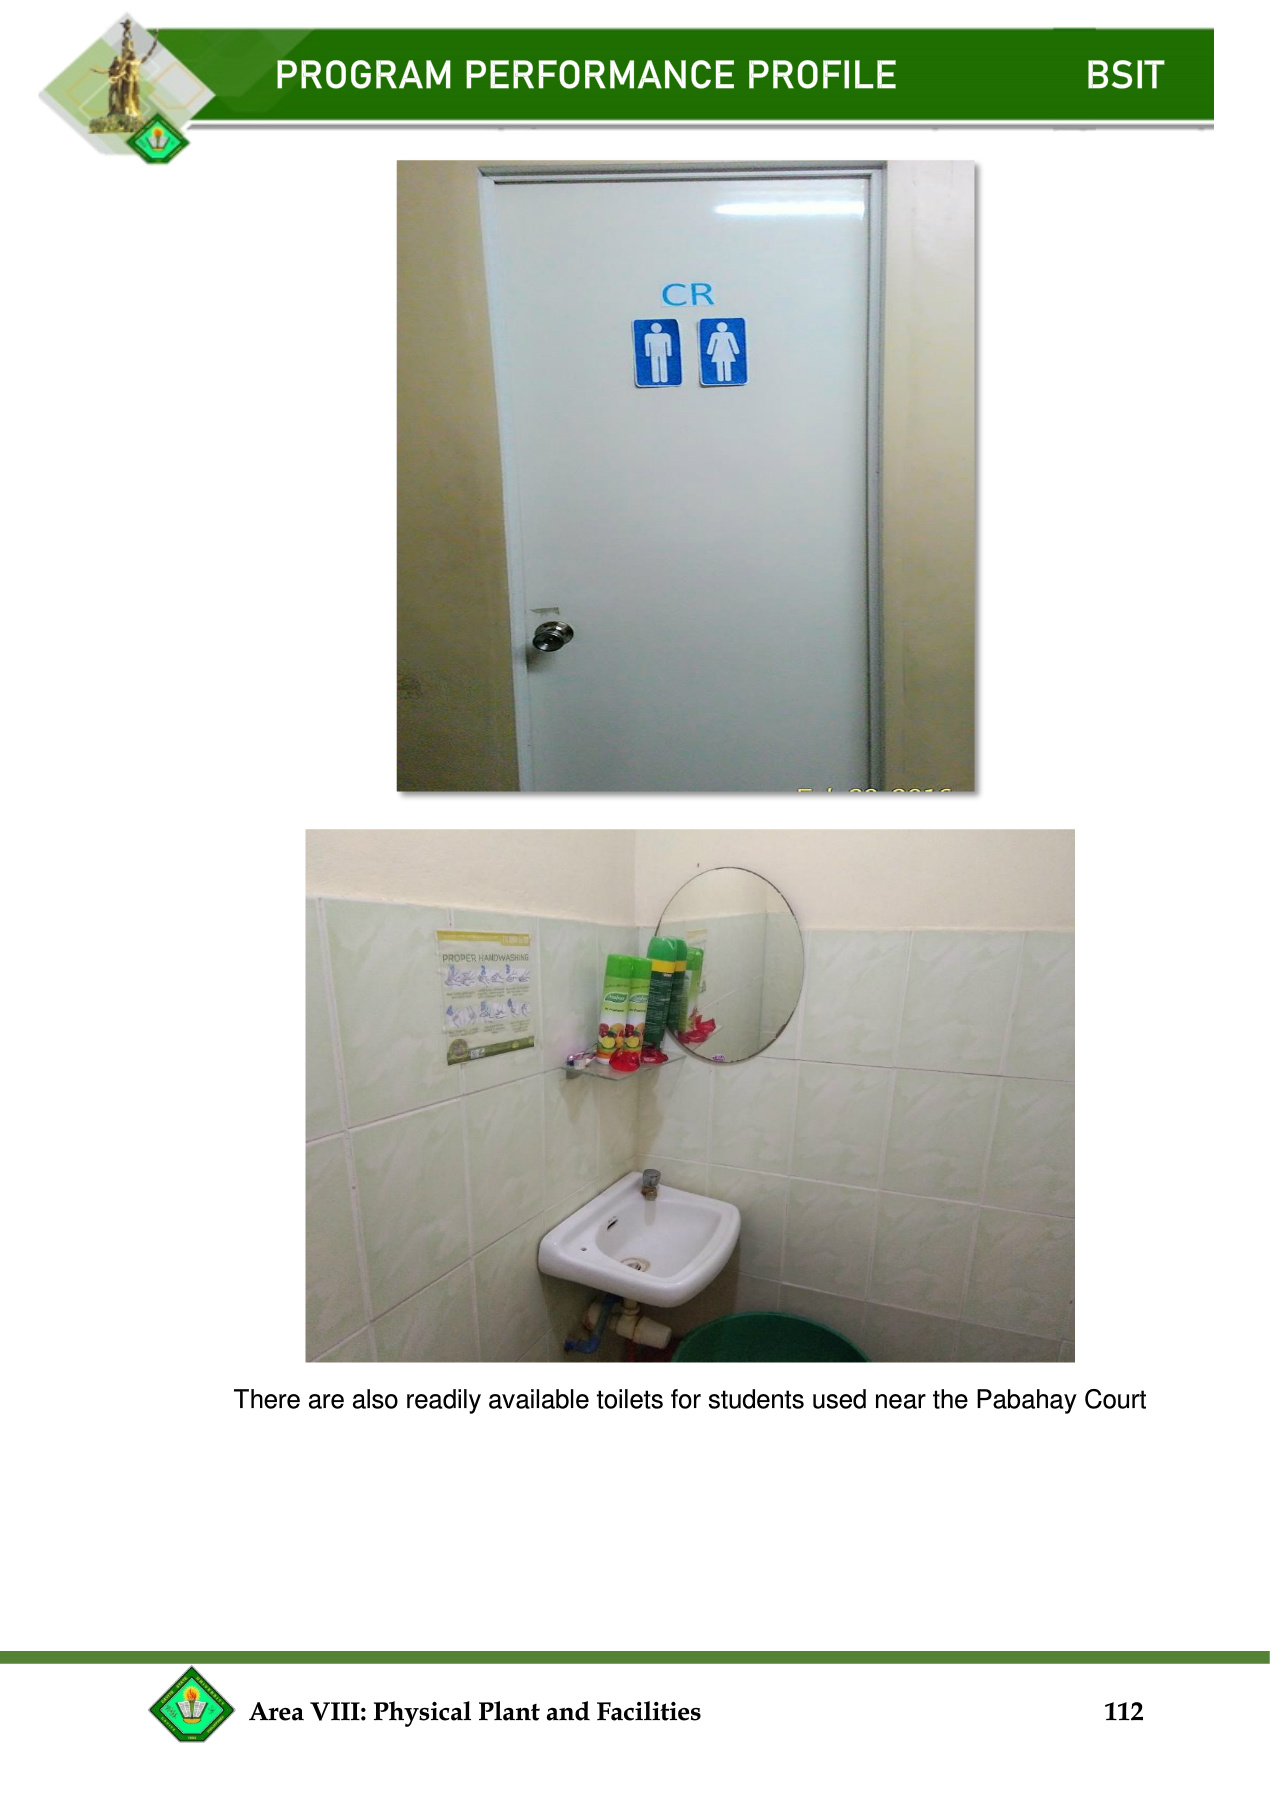 PROGRAM PERFORMANCE PROFILE BSIT
CR
PROPER HANDWASHING
There are also readily available toilets for students used near the Pabahay Court
Area VIII: Physical Plant and Facilities 112